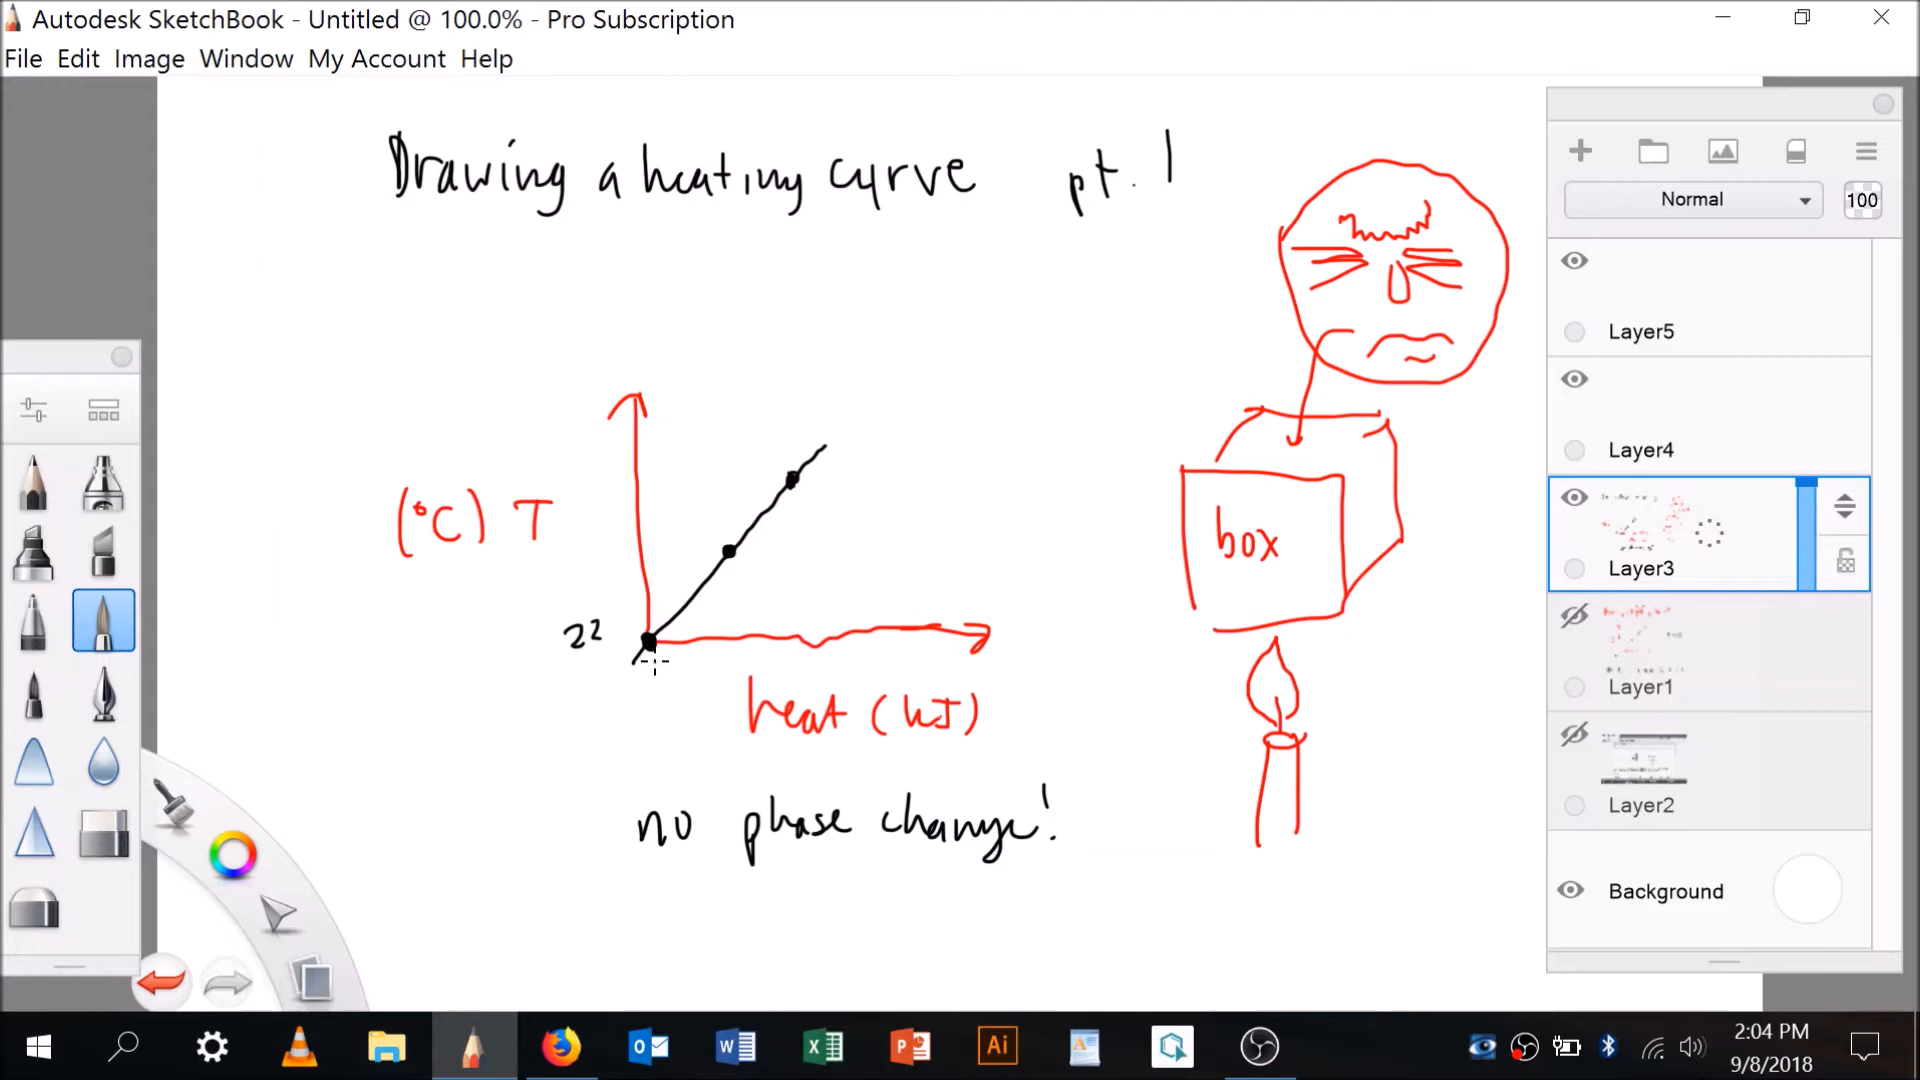 Autodesk SketchBook - Untitled @ 100.0% - Pro Subscription
File Edit Image Window My Account Help
Drawing a heating curve pt. 1
Normal
100
Layer5
Layer4
Layer3
Layer1
Layer2
Background
(°C) T
22
heat (kJ)
no phase change!
box
Ai
2:04 PM
9/8/2018